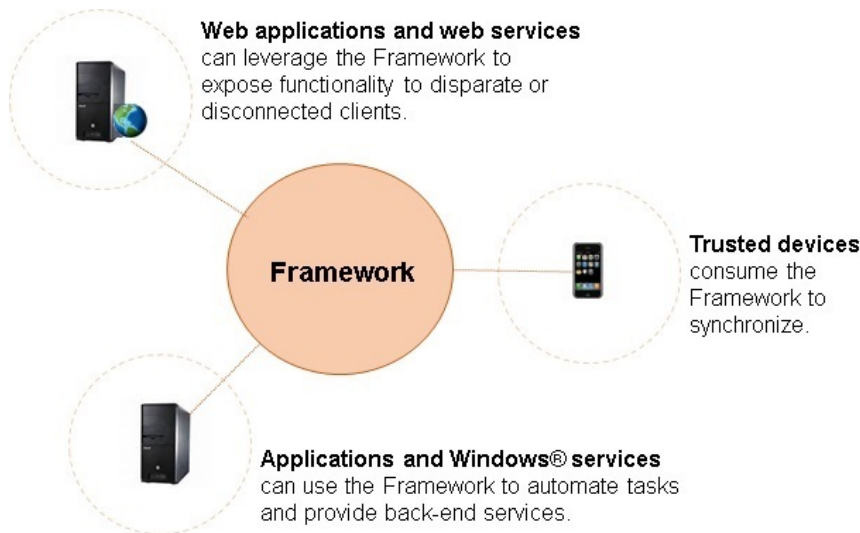 Web applications and web services
can leverage the Framework to
expose functionality to disparate or
disconnected clients.
Framework
Trusted devices
consume the
Framework to
synchronize.
Applications and Windows® services
can use the Framework to automate tasks
and provide back-end services.